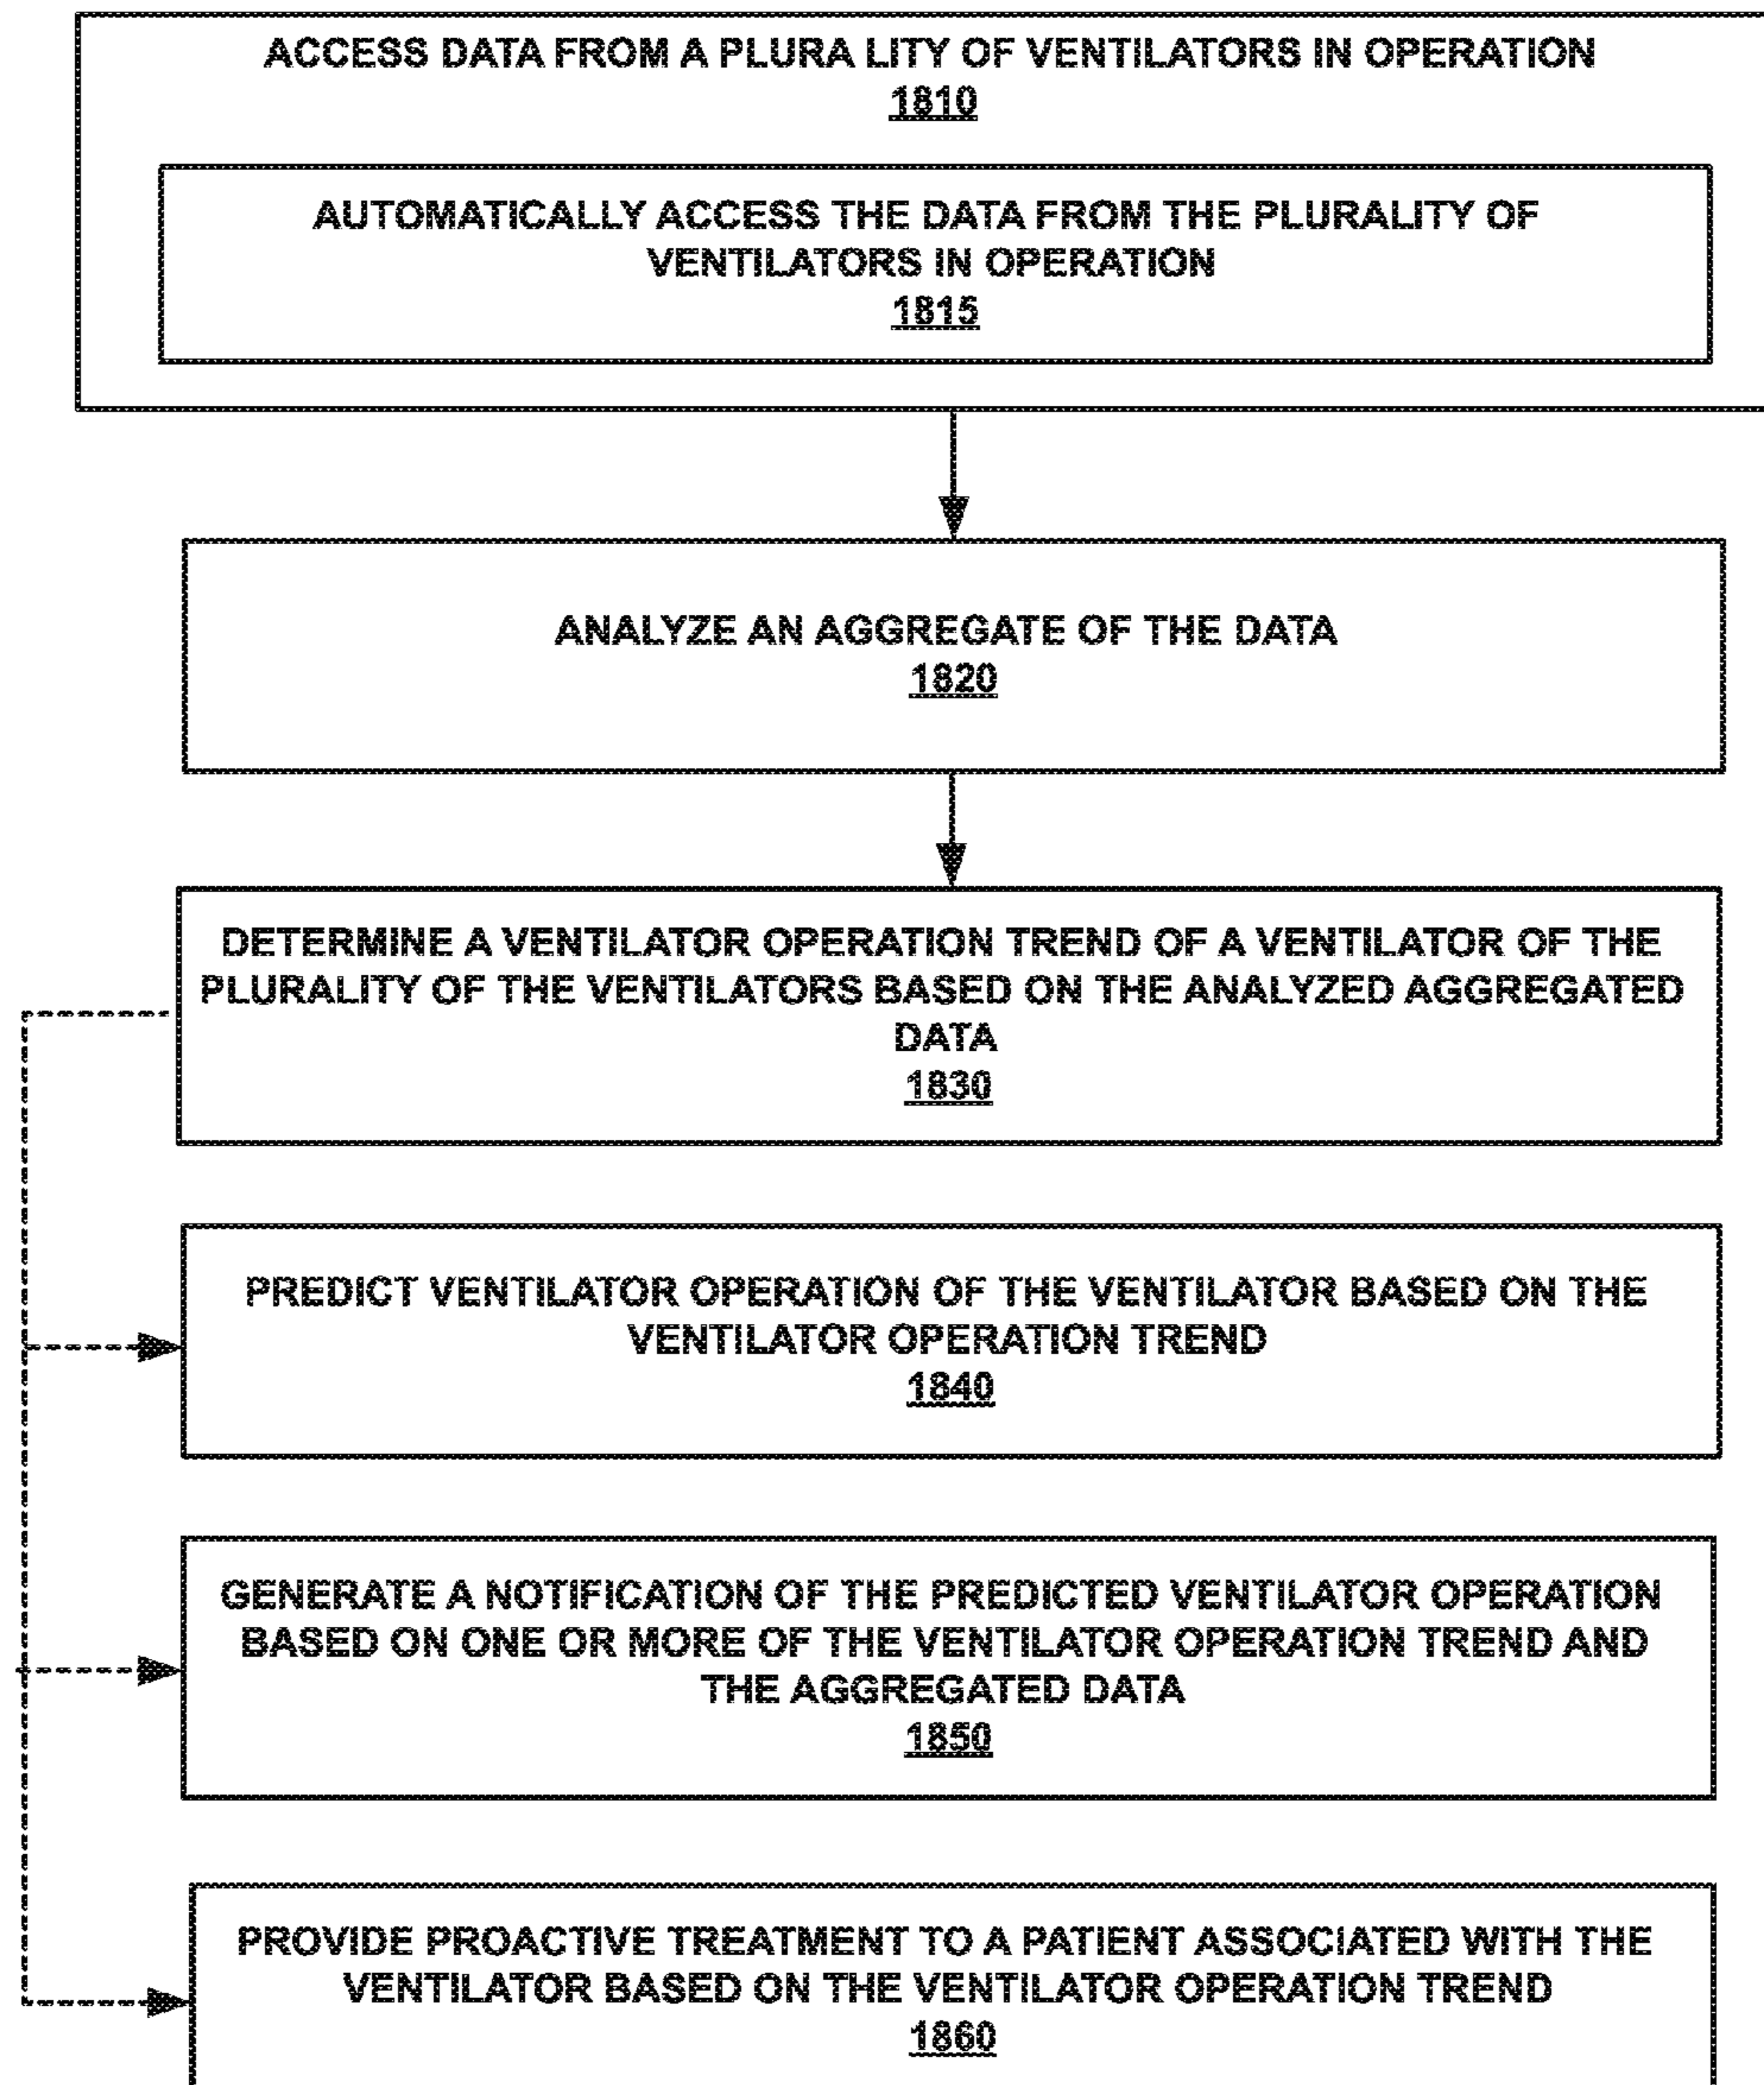 ACCESS DATA FROM A PLURA LITY OF VENTILATORS IN OPERATION
1810
AUTOMATICALLY ACCESS THE DATA FROM THE PLURALITY OF
VENTILATORS IN OPERATION
1815
ANALYZE AN AGGREGATE OF THE DATA
1820
DETERMINE A VENTILATOR OPERATION TREND OF A VENTILATOR OF THE
PLURALITY OF THE VENTILATORS BASED ON THE ANALYZED AGGREGATED
DATA
1830
PREDICT VENTILATOR OPERATION OF THE VENTILATOR BASED ON THE
VENTILATOR OPERATION TREND
1840
GENERATE A NOTIFICATION OF THE PREDICTED VENTILATOR OPERATION
BASED ON ONE OR MORE OF THE VENTILATOR OPERATION TREND AND
THE AGGREGATED DATA
1850
PROVIDE PROACTIVE TREATMENT TO A PATIENT ASSOCIATED WITH THE
VENTILATOR BASED ON THE VENTILATOR OPERATION TREND
1860